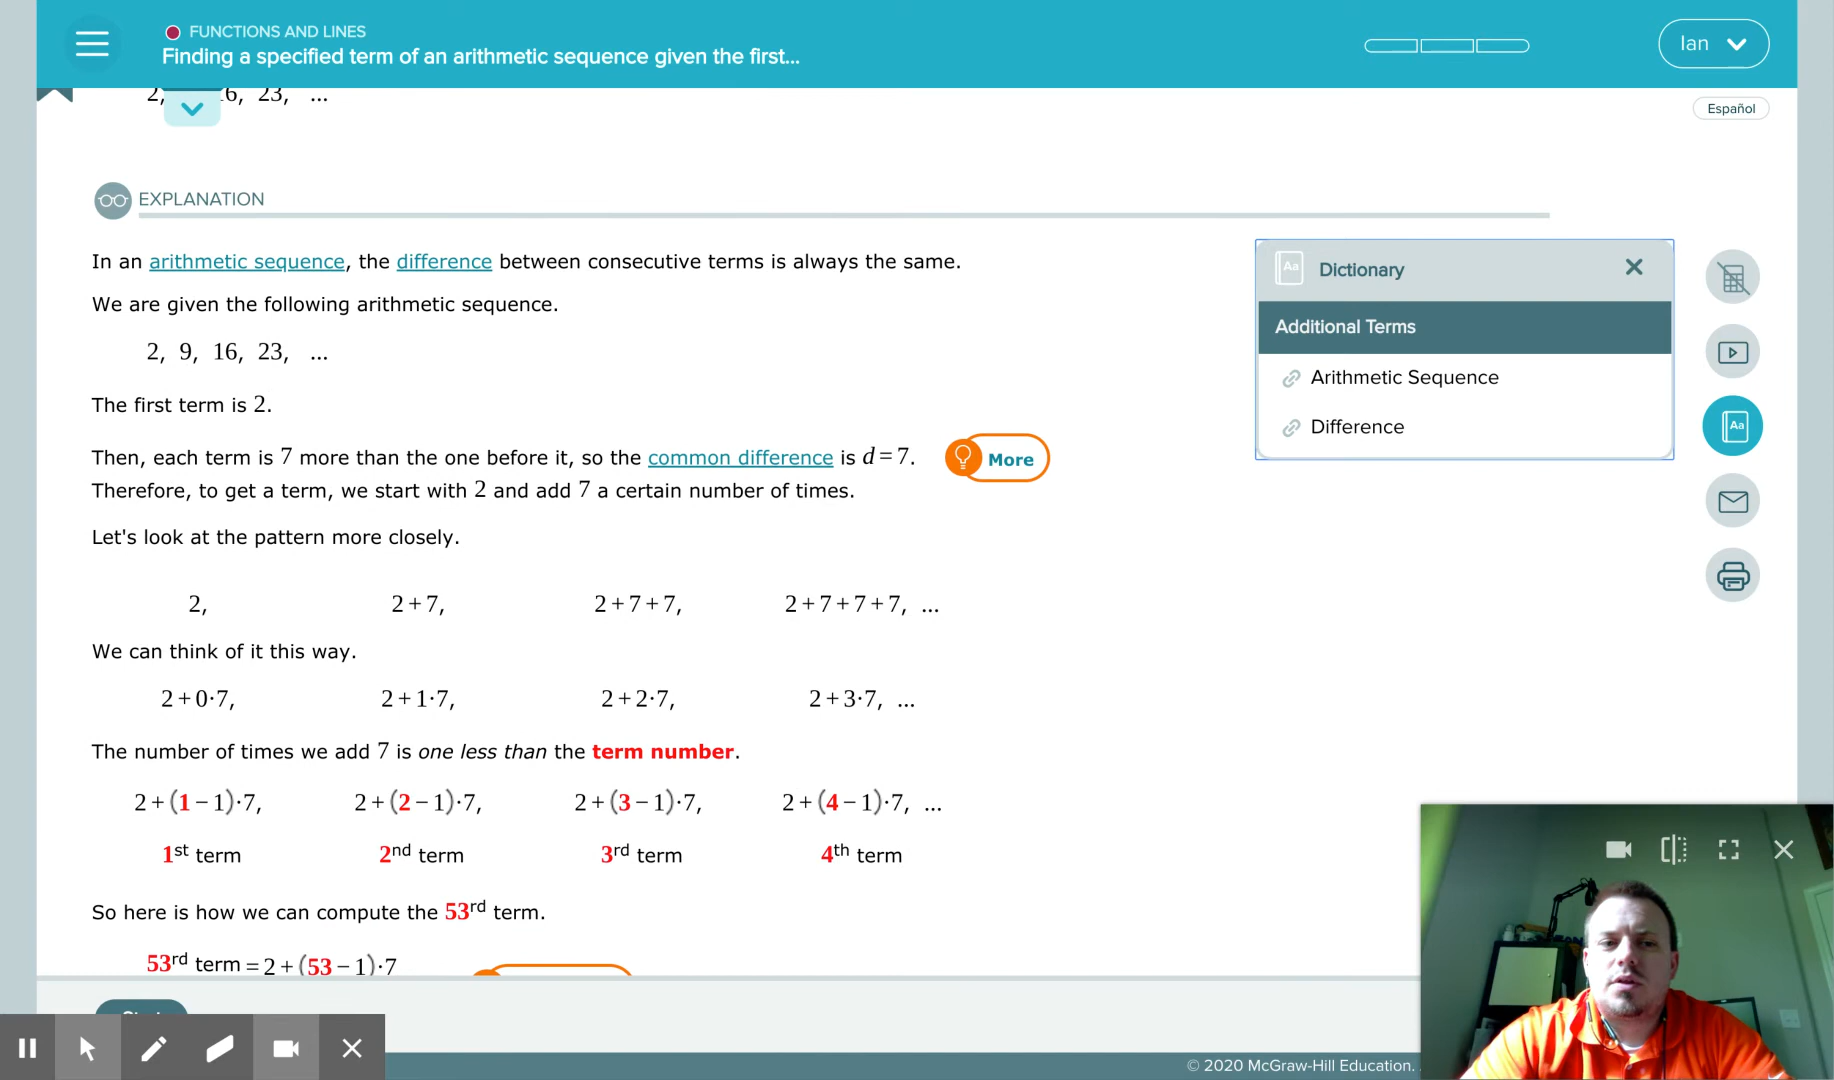 FUNCTIONS AND LINES
Finding a specified term of an arithmetic sequence given the first...
Ian
Español
2, 6, 23, ...
EXPLANATION
In an arithmetic sequence, the difference between consecutive terms is always the same.
We are given the following arithmetic sequence.
2, 9, 16, 23, ...
The first term is 2.
Then, each term is 7 more than the one before it, so the common difference is d=7.
More
Therefore, to get a term, we start with 2 and add 7 a certain number of times.
Let's look at the pattern more closely.
2, 2+7, 2+7+7, 2+7+7+7, ...
We can think of it this way.
2+0·7, 2+1·7, 2+2·7, 2+3·7, ...
The number of times we add 7 is one less than the term number.
2+(1−1)·7, 2+(2−1)·7, 2+(3−1)·7, 2+(4−1)·7, ...
1st term 2nd term 3rd term 4th term
So here is how we can compute the 53rd term.
53rd term=2+(53−1)·7
Aa Dictionary
Additional Terms
Arithmetic Sequence
Difference
Aa
© 2020 McGraw-Hill Education.